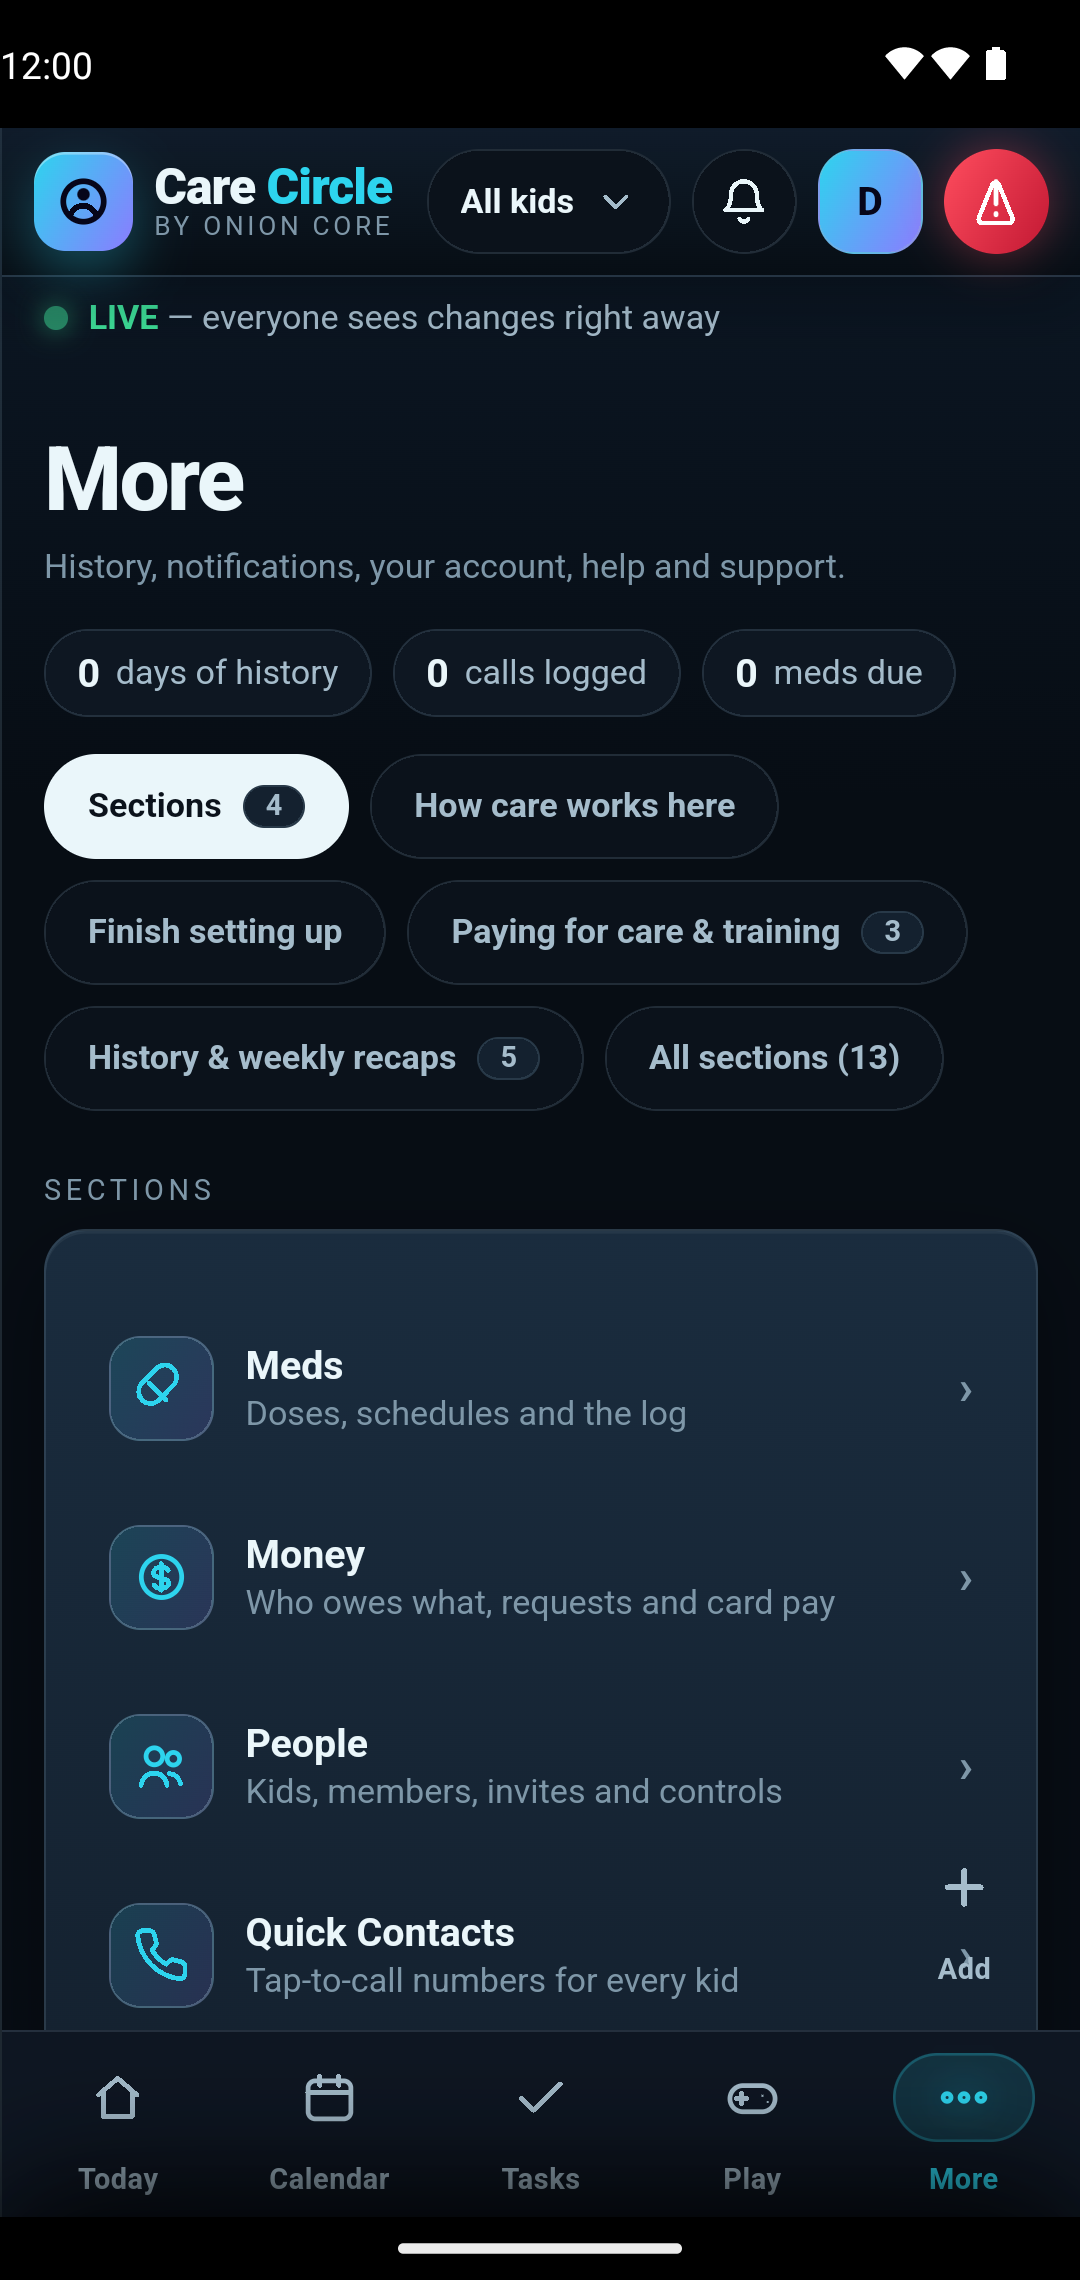 12:00
Care Circle
BY ONION CORE
All kids
D
LIVE — everyone sees changes right away
More
History, notifications, your account, help and support.
0 days of history
0 calls logged
0 meds due
Sections 4
How care works here
Finish setting up
Paying for care & training 3
History & weekly recaps 5
All sections (13)
SECTIONS
Meds
Doses, schedules and the log
Money
Who owes what, requests and card pay
People
Kids, members, invites and controls
Quick Contacts
Tap-to-call numbers for every kid
Add
Today
Calendar
Tasks
Play
More